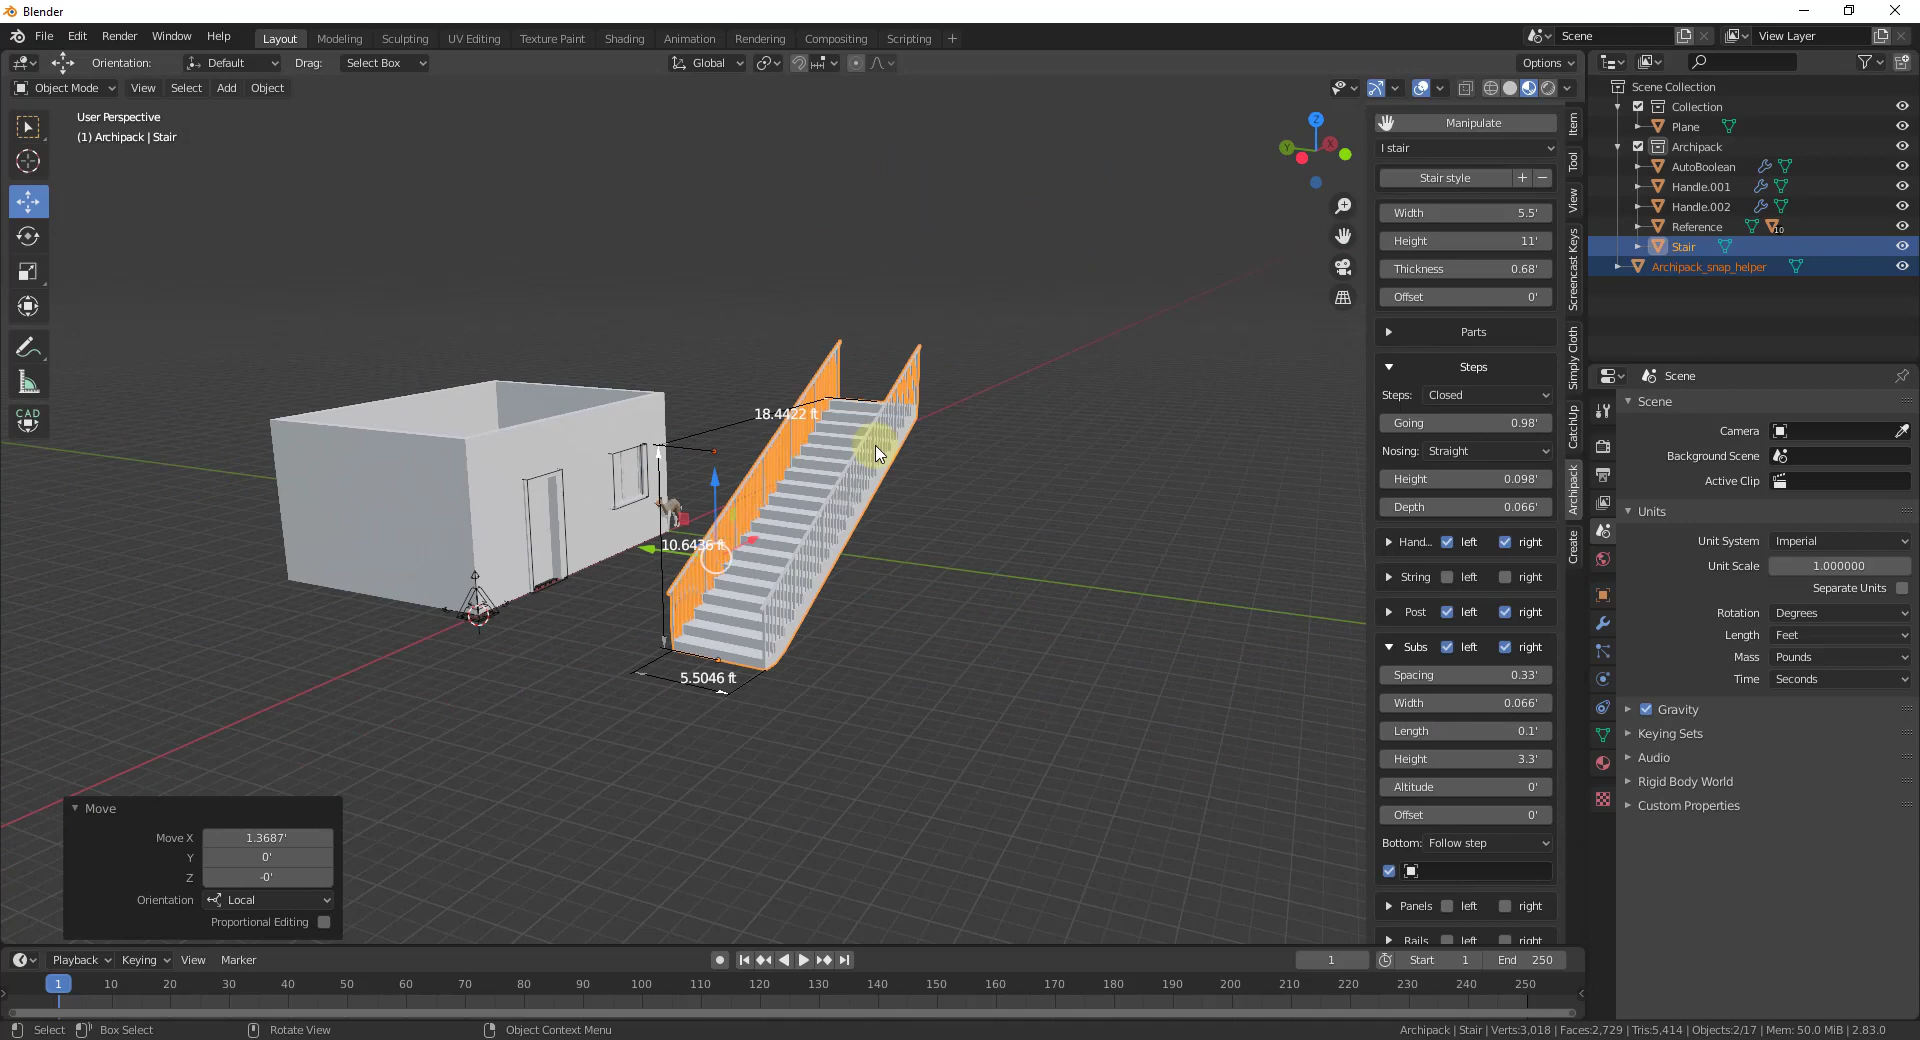 Blender
File Edit Render Window Help
Layout Modeling Sculpting UV Editing Texture Paint Shading Animation Rendering Compositing Scripting +
Scene
View Layer
Orientation: Default Drag: Select Box
Global
Options
Object Mode View Select Add Object
User Perspective
(1) Archipack | Stair
CAD
18.4422 ft
10.6436 ft
5.5046 ft
Z
Y
X
Manipulate
I stair
Stair style + −
Width 5.5'
Height 11'
Thickness 0.68'
Offset 0'
Parts
Steps
Steps: Closed
Going 0.98'
Nosing: Straight
Height 0.098'
Depth 0.066'
Hand... left right
String left right
Post left right
Subs left right
Spacing 0.33'
Width 0.066'
Length 0.1'
Height 3.3'
Altitude 0'
Offset 0'
Bottom: Follow step
Panels left right
Rails left right
Item
Tool
View
Screencast Keys
Simply Cloth
CatchUp
Archipack
Create
Scene Collection
Collection
Plane
Archipack
AutoBoolean
Handle.001
Handle.002
Reference 10
Stair
Archipack_snap_helper
Scene
Scene
Camera
Background Scene
Active Clip
Units
Unit System Imperial
Unit Scale 1.000000
Separate Units
Rotation Degrees
Length Feet
Mass Pounds
Time Seconds
Gravity
Keying Sets
Audio
Rigid Body World
Custom Properties
Move
Move X 1.3687'
Y 0'
Z -0'
Orientation Local
Proportional Editing
Playback Keying View Marker
1 Start 1 End 250
1 10 20 30 40 50 60 70 80 90 100 110 120 130 140 150 160 170 180 190 200 210 220 230 240 250
Select Box Select Rotate View Object Context Menu
Archipack | Stair | Verts:3,018 | Faces:2,729 | Tris:5,414 | Objects:2/17 | Mem: 50.0 MiB | 2.83.0